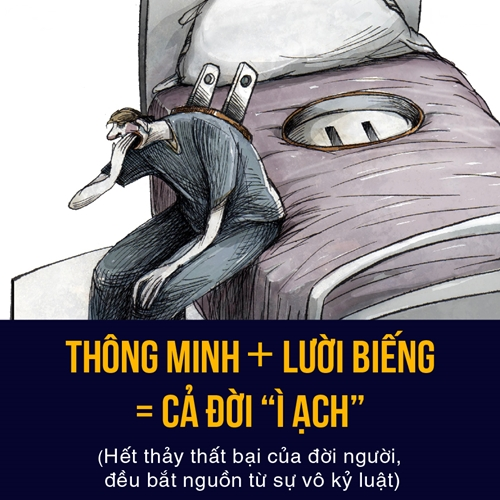 THÔNG MINH + LƯỜI BIẾNG
= CẢ ĐỜI “Ì ẠCH”
(Hết thảy thất bại của đời người,
đều bắt nguồn từ sự vô kỷ luật)